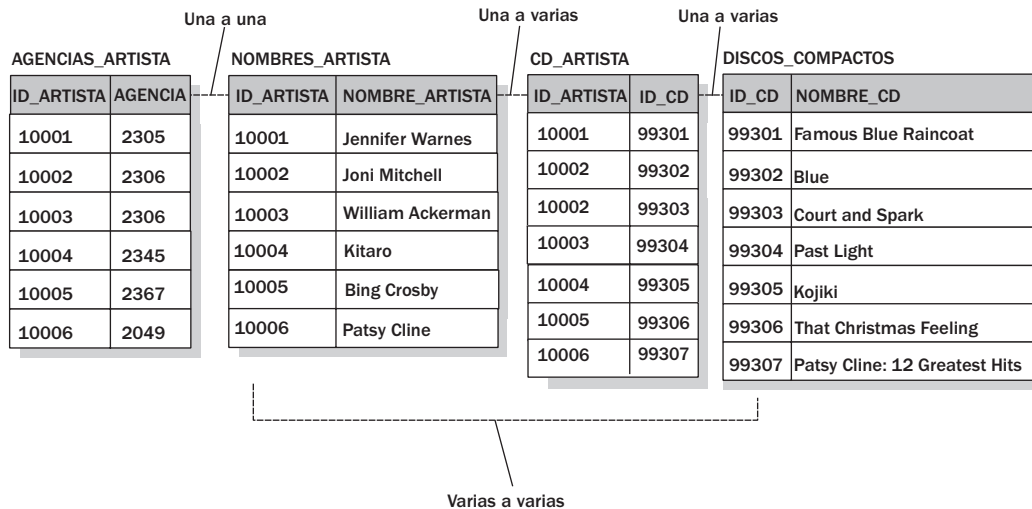 Una a una
Una a varias
Una a varias
AGENCIAS_ARTISTA
ID_ARTISTA AGENCIA
10001 2305
10002 2306
10003 2306
10004 2345
10005 2367
10006 2049
NOMBRES_ARTISTA
ID_ARTISTA NOMBRE_ARTISTA
10001 Jennifer Warnes
10002 Joni Mitchell
10003 William Ackerman
10004 Kitaro
10005 Bing Crosby
10006 Patsy Cline
CD_ARTISTA
ID_ARTISTA ID_CD
10001 99301
10002 99302
10002 99303
10003 99304
10004 99305
10005 99306
10006 99307
DISCOS_COMPACTOS
ID_CD NOMBRE_CD
99301 Famous Blue Raincoat
99302 Blue
99303 Court and Spark
99304 Past Light
99305 Kojiki
99306 That Christmas Feeling
99307 Patsy Cline: 12 Greatest Hits
Varias a varias